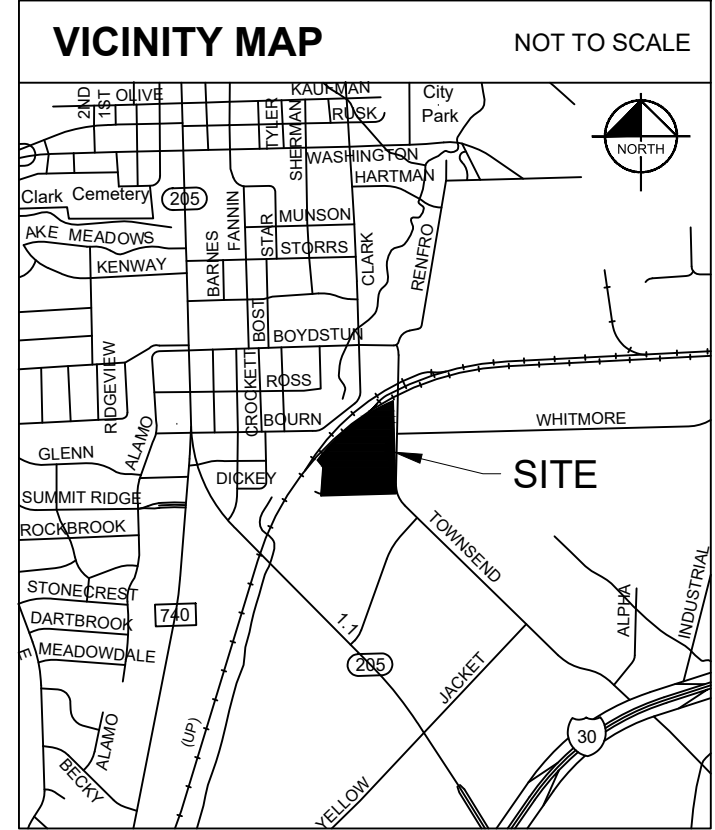 VICINITY MAP
NOT TO SCALE
2ND
1ST
OLIVE
KAUFMAN
City
Park
TYLER
SHERMAN
RUSK
NORTH
WASHINGTON
HARTMAN
Clark Cemetery
205
FANNIN
STAR
MUNSON
AKE MEADOWS
BARNES
STORRS
CLARK
RENFRO
KENWAY
BOST
BOYDSTUN
RIDGEVIEW
CROCKETT
ROSS
ALAMO
BOURN
WHITMORE
GLENN
DICKEY
SITE
SUMMIT RIDGE
ROCKBROOK
TOWNSEND
STONECREST
740
1.1
ALPHA
INDUSTRIAL
DARTBROOK
E
MEADOWDALE
205
JACKET
ALAMO
(UP)
30
BECKY
YELLOW